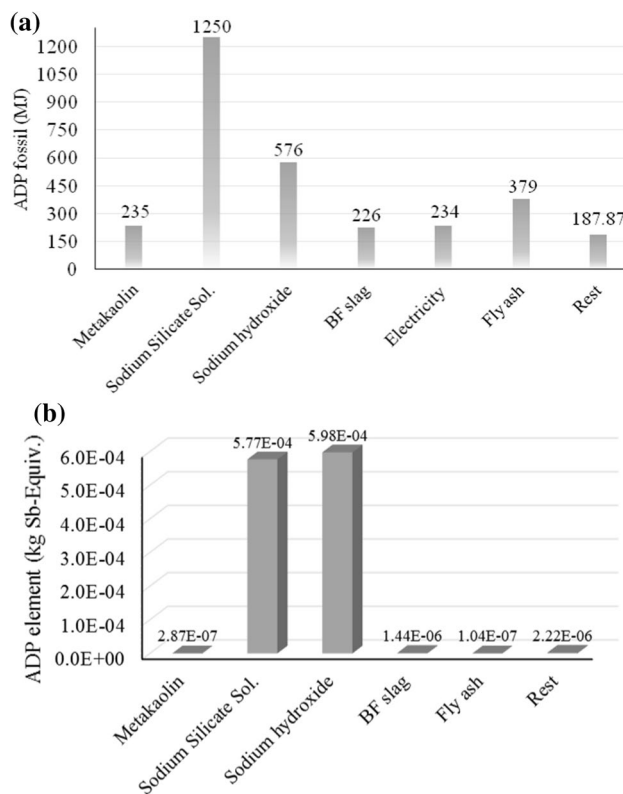 (a)
ADP fossil (MJ)
1200
1050
900
750
600
450
300
150
0
235
1250
576
226
234
379
187.87
Metakaolin
Sodium Silicate Sol.
Sodium hydroxide
BF slag
Electricity
Fly ash
Rest
(b)
ADP element (kg Sb-Equiv.)
6.0E-04
5.0E-04
4.0E-04
3.0E-04
2.0E-04
1.0E-04
0.0E+00
2.87E-07
5.77E-04
5.98E-04
1.44E-06
1.04E-07
2.22E-06
Metakaolin
Sodium Silicate Sol.
Sodium hydroxide
BF slag
Fly ash
Rest